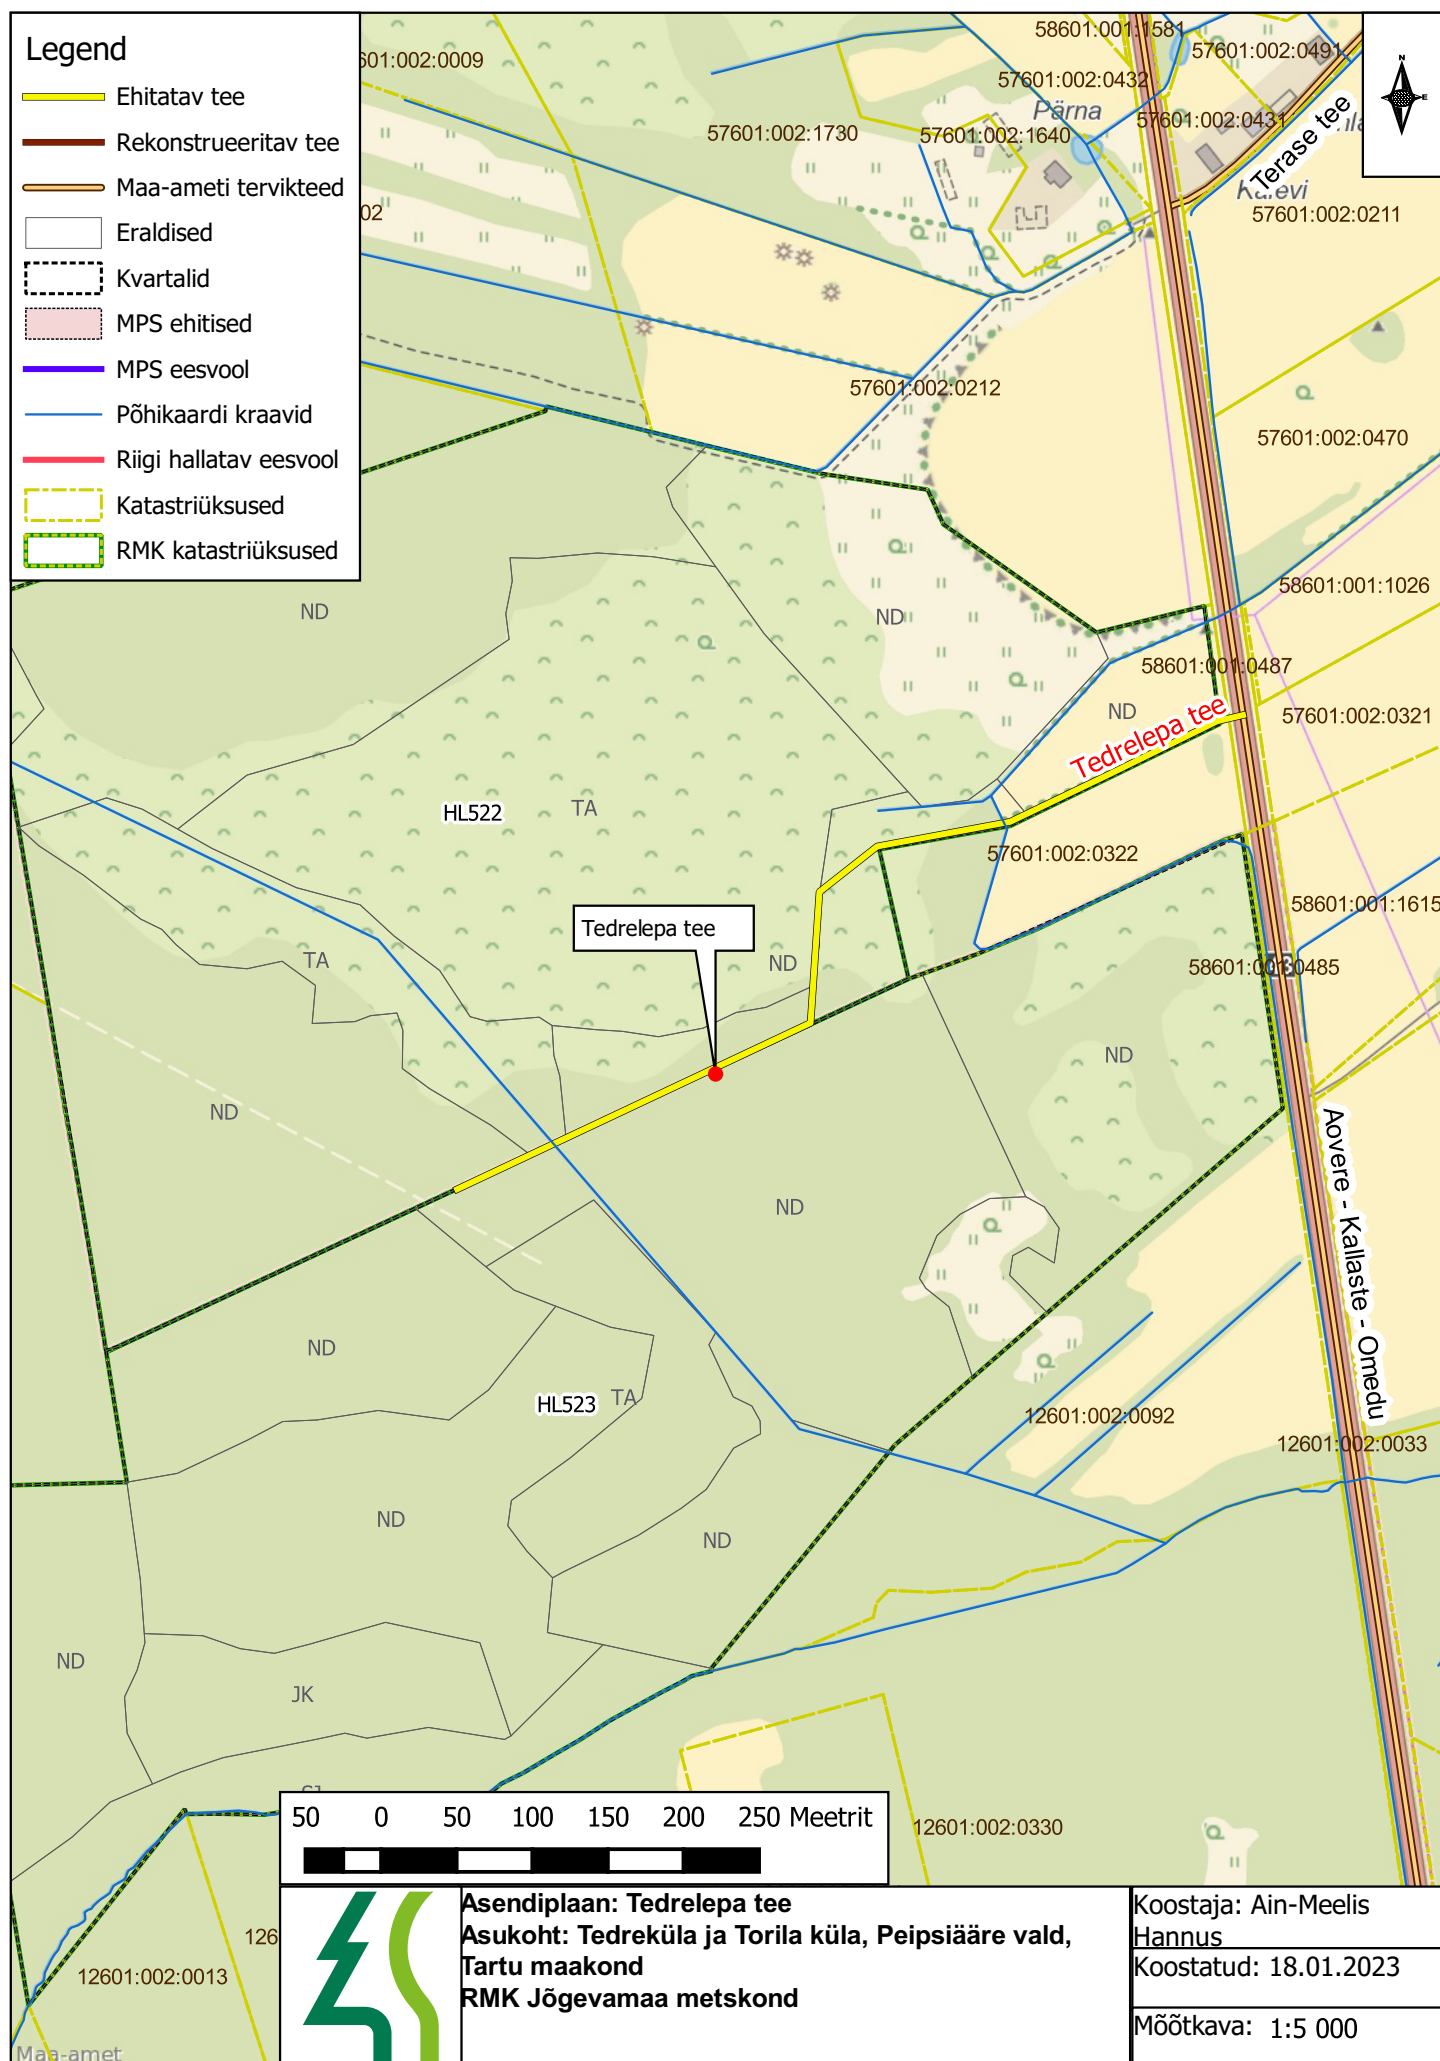 Legend
Ehitatav tee
Rekonstrueeritav tee
Maa-ameti tervikteed
Eraldised
Kvartalid
MPS ehitised
MPS eesvool
Põhikaardi kraavid
Riigi hallatav eesvool
Katastriüksused
RMK katastriüksused
58601:001:1581
57601:002:0491
601:002:0009
57601:002:0432
Pärna
57601:002:0431
57601:002:1730
57601:002:1640
Terase tee
N
E
Kalevi
02
57601:002:0211
57601:002:0212
57601:002:0470
58601:001:1026
ND
ND
58601:001:0487
ND
57601:002:0321
Tedrelepa tee
HL522
TA
57601:002:0322
58601:001:1615
Tedrelepa tee
TA
ND
58601:001:0485
ND
ND
Aovere - Kallaste - Omedu
ND
ND
HL523
TA
12601:002:0092
12601:002:0033
ND
ND
ND
JK
50 0 50 100 150 200 250 Meetrit
12601:002:0330
126
12601:002:0013
Maa-amet
Asendiplaan: Tedrelepa tee
Asukoht: Tedreküla ja Torila küla, Peipsiääre vald,
Tartu maakond
RMK Jõgevamaa metskond
Koostaja: Ain-Meelis
Hannus
Koostatud: 18.01.2023
Mõõtkava: 1:5 000